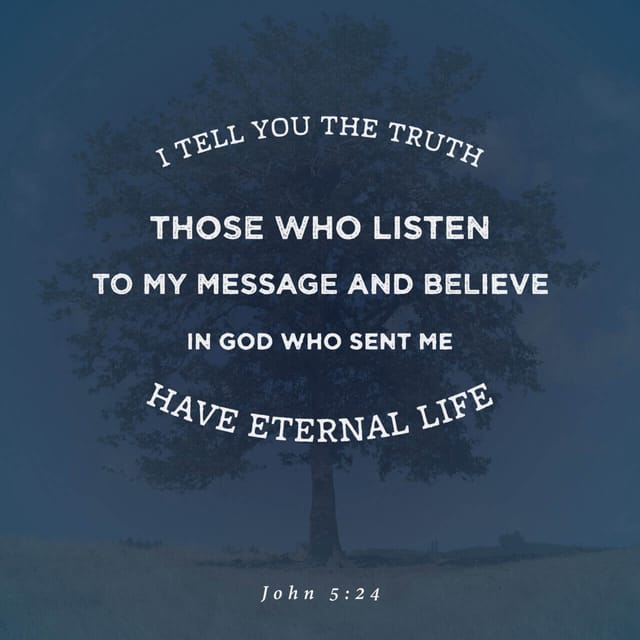 I TELL YOU THE TRUTH
THOSE WHO LISTEN
TO MY MESSAGE AND BELIEVE
IN GOD WHO SENT ME
HAVE ETERNAL LIFE
John 5:24